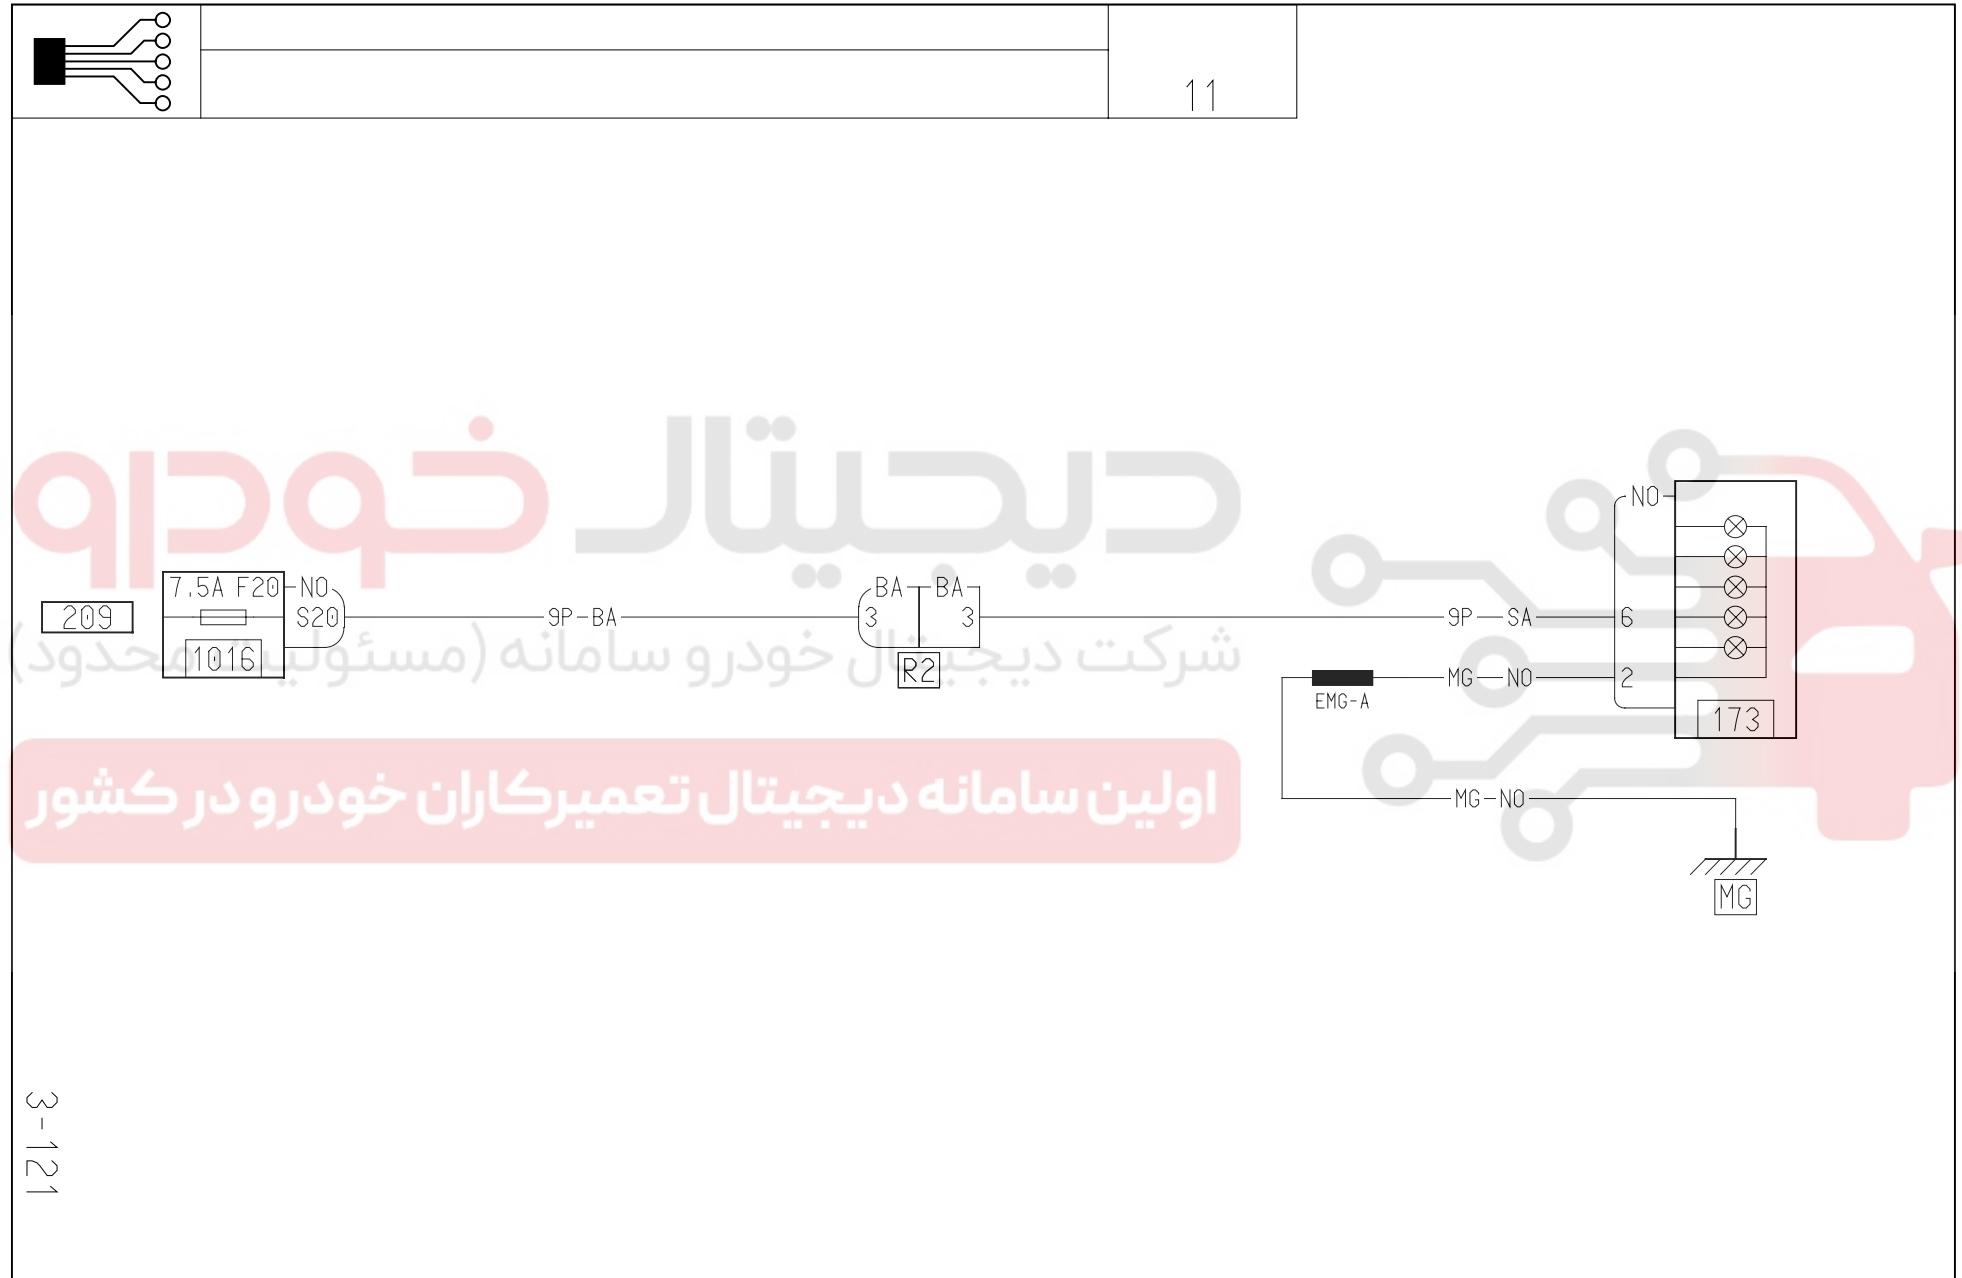 11
دیجیتال خودرو
NO
7.5A F20 NO
BA BA
209
S20
9P-BA
3
3
9P SA
6
1016
شرکت دیجیتال خودرو سامانه (مسئولیت محدود)
R2
MG NO
2
EMG-A
173
اولین سامانه دیجیتال تعمیرکاران خودرو در کشور
MG-NO
MG
3-121